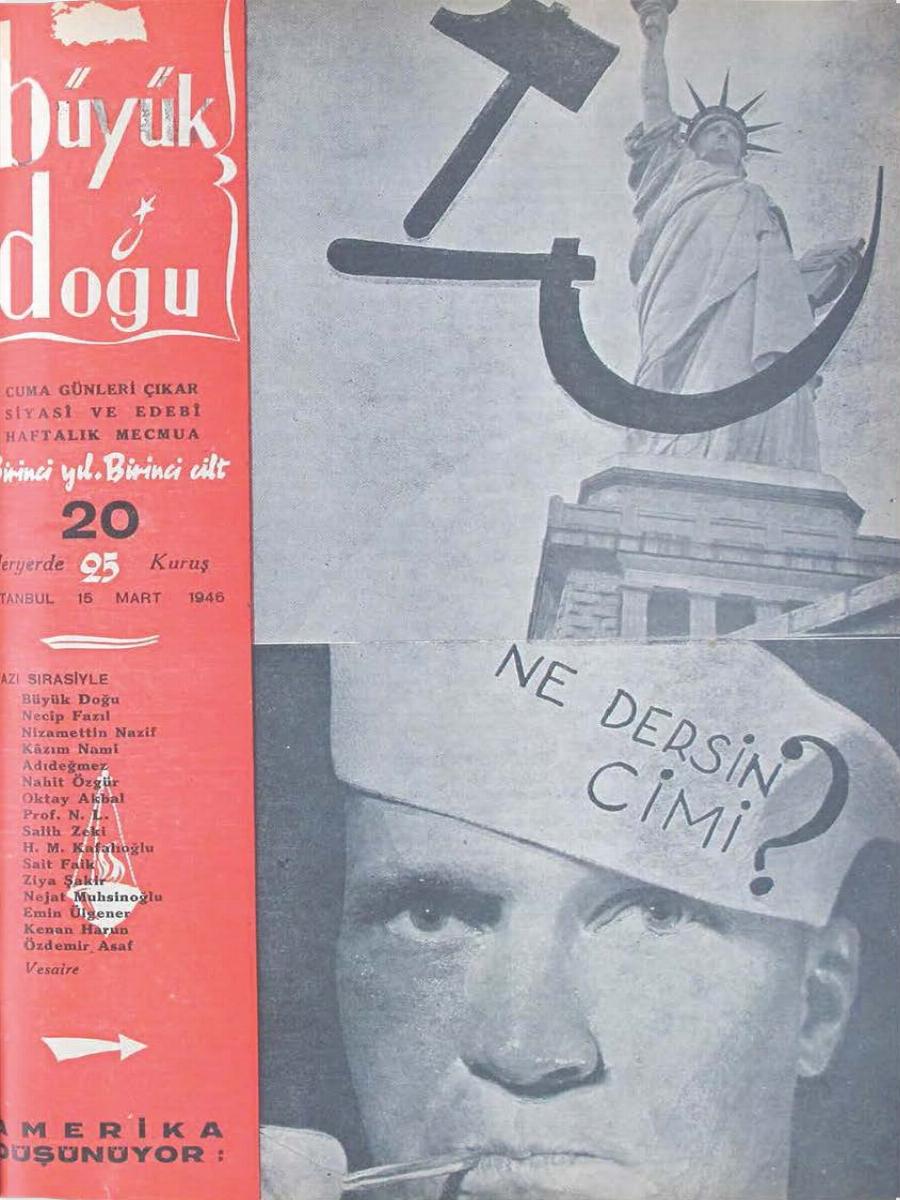 büyük
doğu
CUMA GÜNLERİ ÇIKAR
SİYASİ VE EDEBÎ
HAFTALIK MECMUA
Birinci yıl. Birinci cilt
20
Heryerde 25 Kuruş
İSTANBUL 15 MART 1946
YAZI SIRASİYLE
Büyük Doğu
Necip Fazıl
Nizamettin Nazif
Kâzım Nami
Adıdeğmez
Nahit Özgür
Oktay Akbal
Prof. N. L.
Salih Zeki
H. M. Kafalıoğlu
Sait Faik
Ziya Şakir
Nejat Muhsinoğlu
Emin Ülgener
Kenan Harun
Özdemir Asaf
Vesaire
AMERİKA
DÜŞÜNÜYOR :
NE DERSİN
CİMİ ?